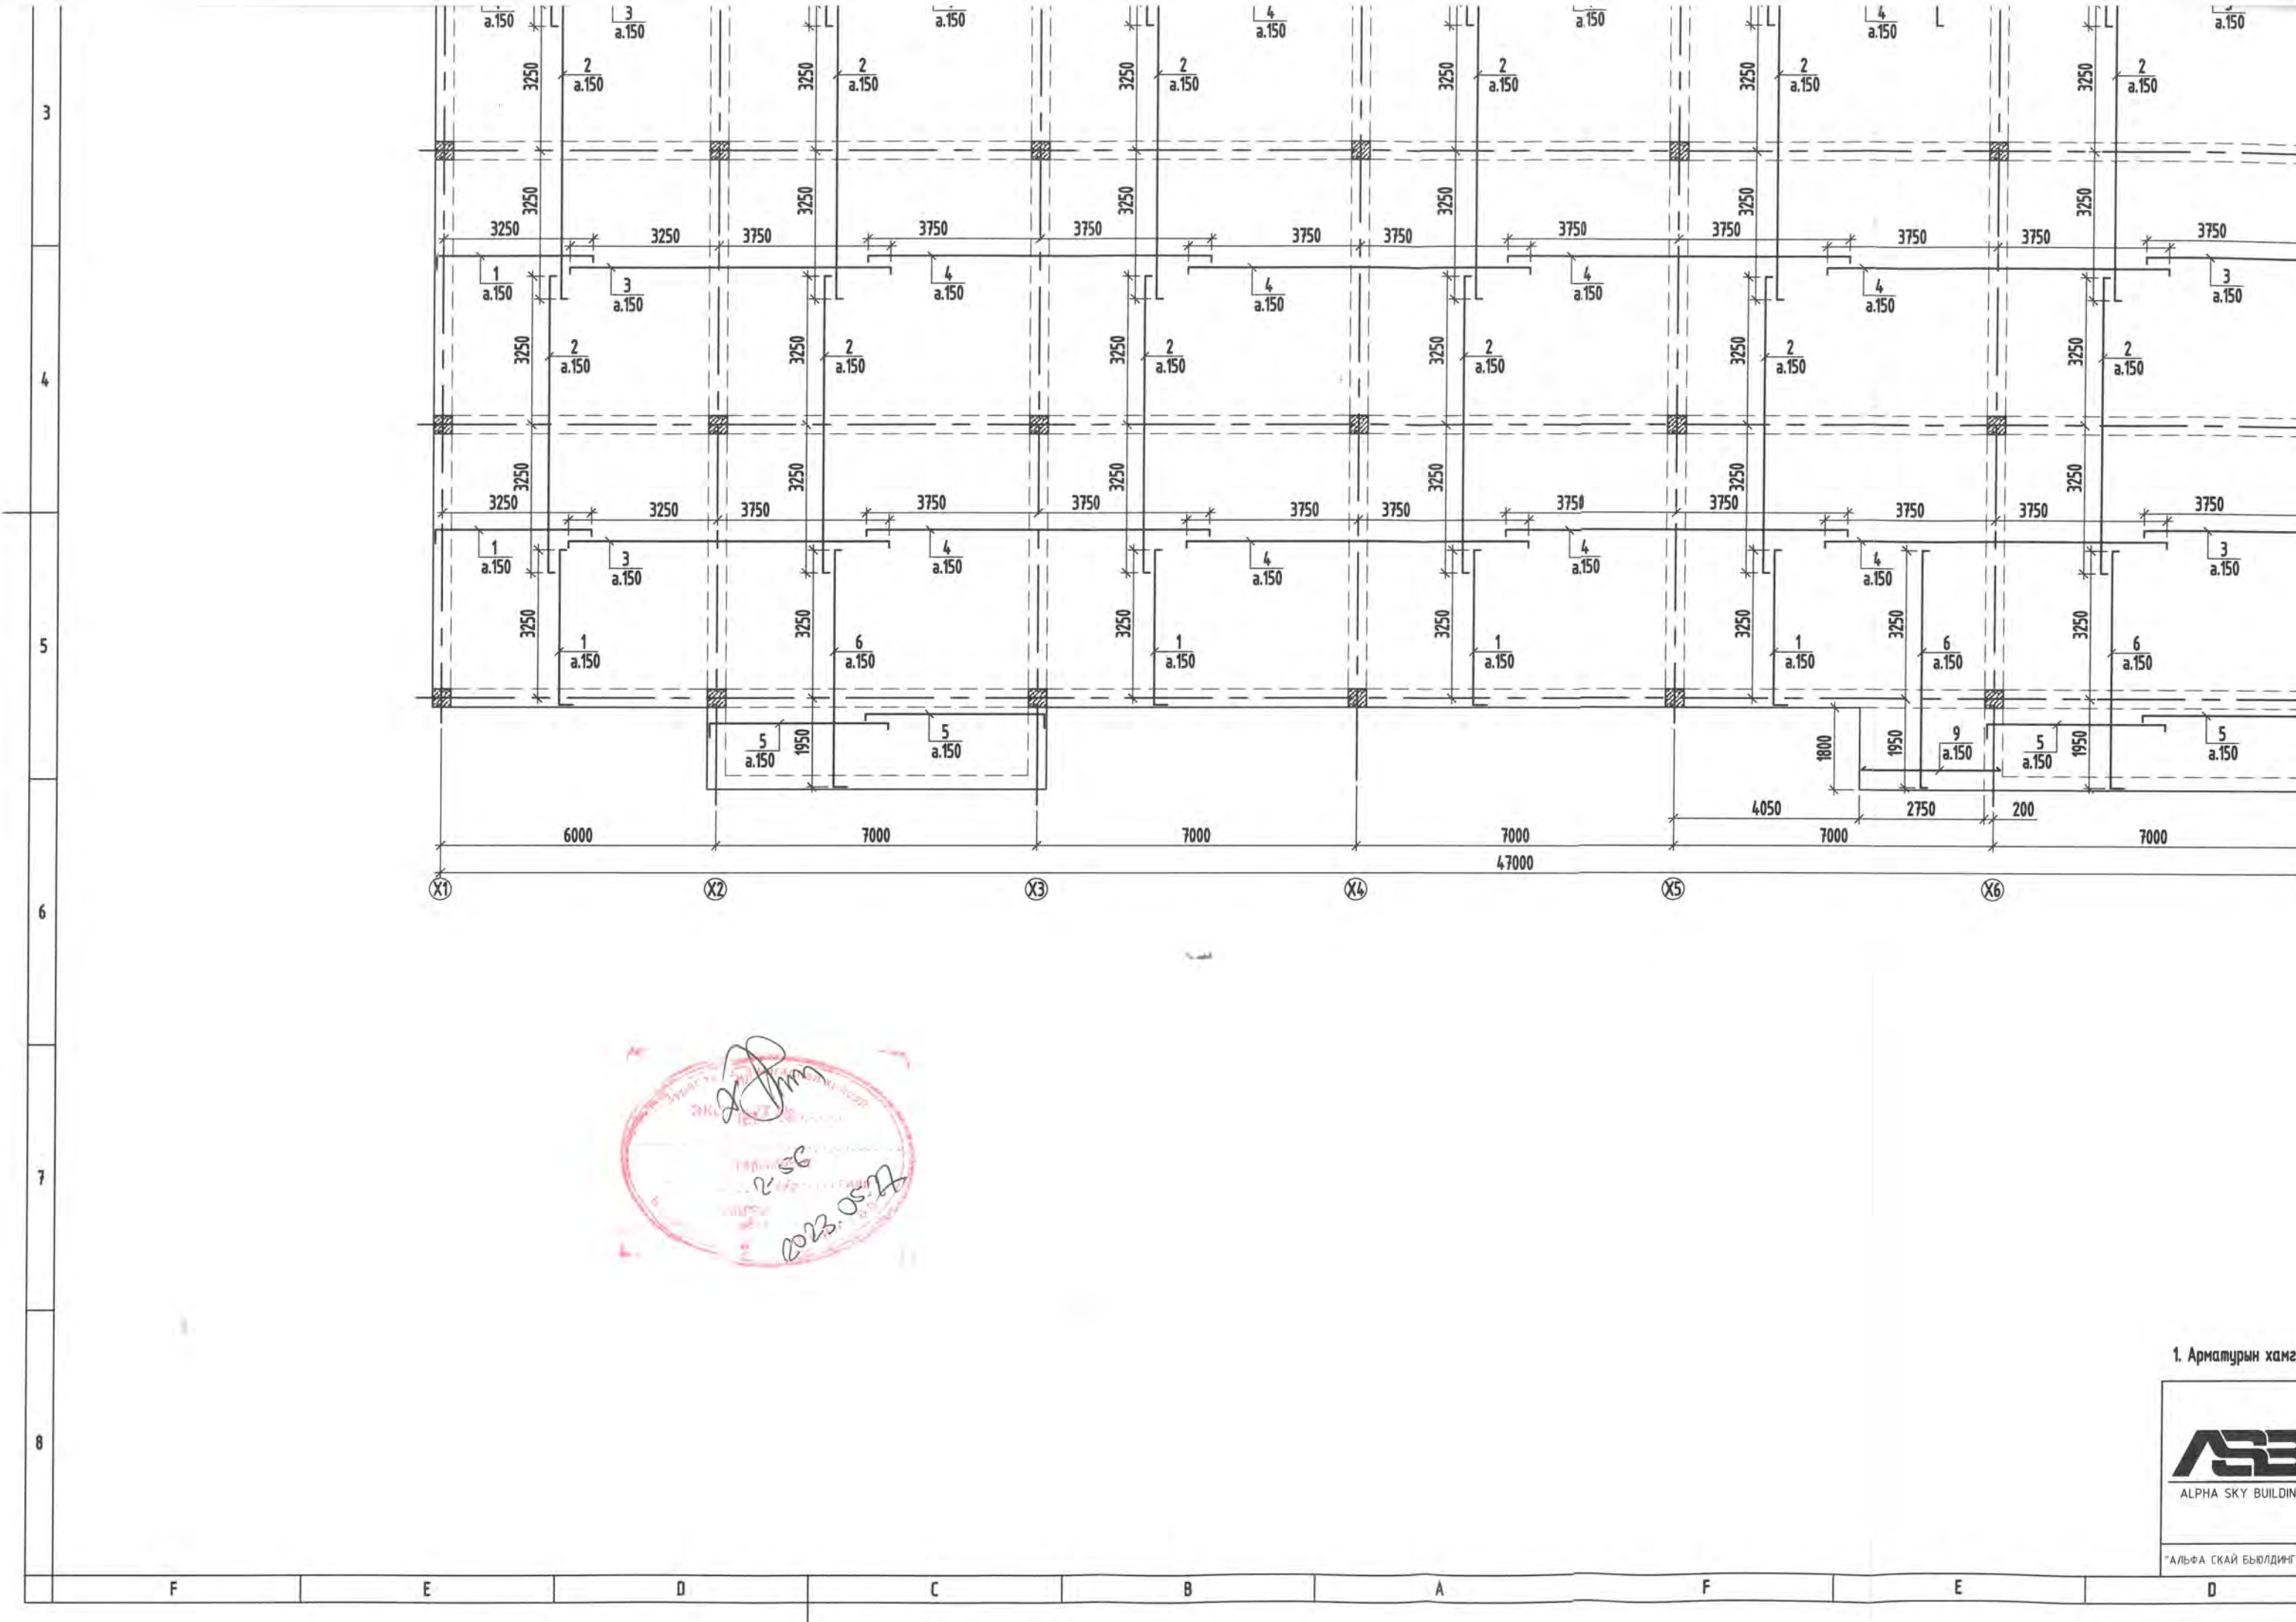 a.150 3 a.150 a.150 4 a.150 a.150 4 a.150 a.150
3250 2 a.150 3250 2 a.150 3250 2 a.150 3250 2 a.150 3250 2 a.150 3250 2 a.150
3
3250 3250 3250 3250 3250 3250
3250 3250 3750 3750 3750 3750 3750 3750 3750 3750 3750 3750
1 a.150 3 a.150 4 a.150 4 a.150 4 a.150 4 a.150 3 a.150
3250 2 a.150 3250 2 a.150 3250 2 a.150 3250 2 a.150 3250 2 a.150 3250 2 a.150
4
3250 3250 3250 3250 3250 3250
3250 3250 3750 3750 3750 3750 3750 3750 3750 3750 3750 3750
1 a.150 3 a.150 4 a.150 4 a.150 4 a.150 4 a.150 3 a.150
3250 1 a.150 3250 6 a.150 3250 1 a.150 3250 1 a.150 3250 1 a.150 3250 6 a.150 3250 6 a.150
5
5 a.150 1950 5 a.150 1800 1950 9 a.150 5 a.150 1950 5 a.150
4050 2750 200
6000 7000 7000 7000 7000 7000
47000
X1 X2 X3 X4 X5 X6
6
7
2023.05.
1. Арматурын хамг
8
ASB
ALPHA SKY BUILDIN
"АЛЬФА СКАЙ БЬЮЛДИНГ
F E D C B A F E D